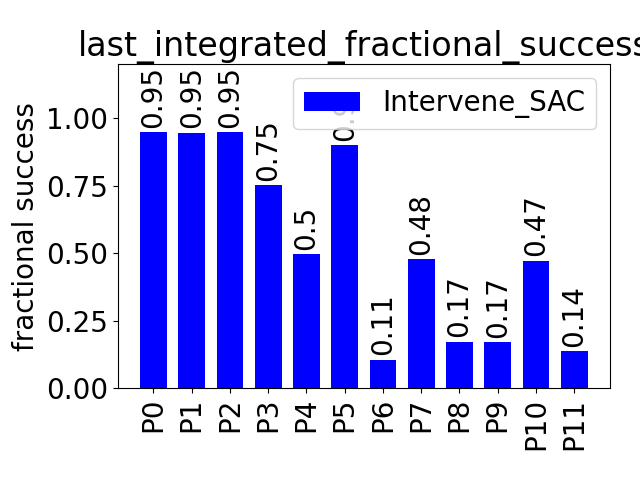 last_integrated_fractional_success
Intervene_SAC
fractional success
1.00
0.75
0.50
0.25
0.00
0.95
0.95
0.95
0.75
0.5
0.9
0.11
0.48
0.17
0.17
0.47
0.14
P0
P1
P2
P3
P4
P5
P6
P7
P8
P9
P10
P11